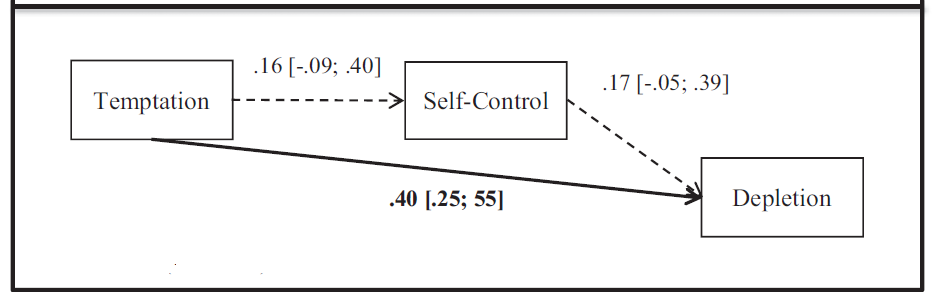 .16 [-.09; .40]
.17 [-.05; .39]
Temptation
Self-Control
.40 [.25; 55]
Depletion